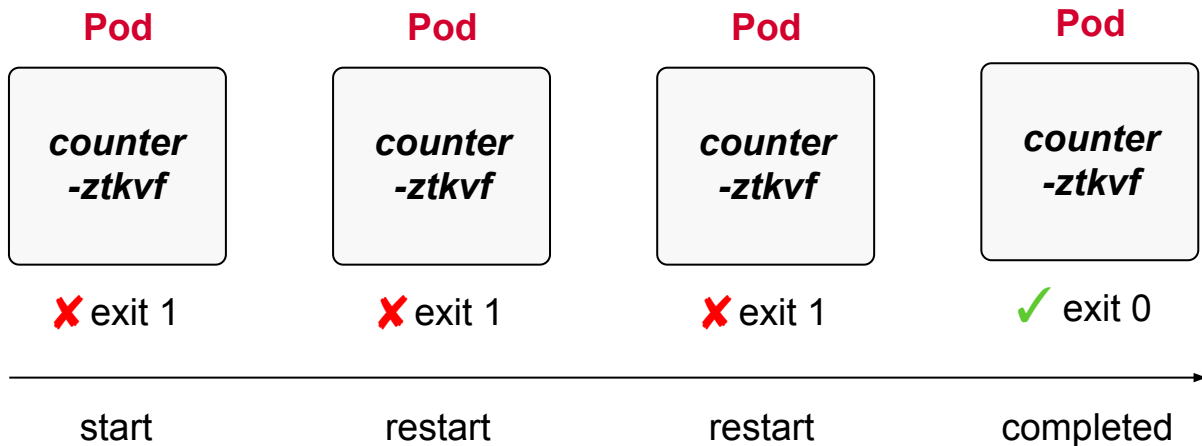 Pod
Pod
Pod
Pod
counter
-ztkvf
counter
-ztkvf
counter
-ztkvf
counter
-ztkvf
✘ exit 1
✘ exit 1
✘ exit 1
✓ exit 0
start
restart
restart
completed